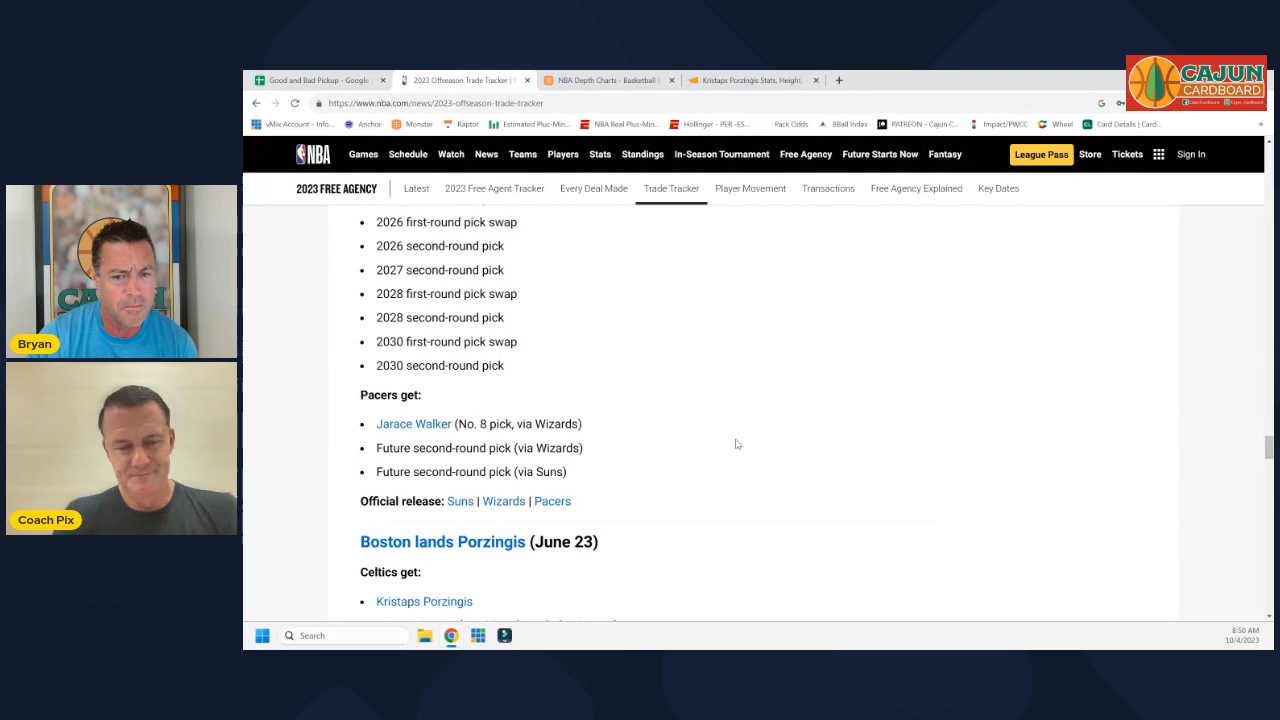 CAJUN
CARDBOARD
Good and Bad Pickup - Google
2023 Offseason Trade Tracker |
NBA Depth Charts - Basketball
Kristaps Porziņģis Stats, Height,
https://www.nba.com/news/2023-offseason-trade-tracker
vMix Account - Info... Anchor Monster Raptor Estimated Plus-Min... NBA Real Plus-Min... Hollinger - PER -ES... Pack Odds BBall Index PATREON - Cajun C... Impact/PWCC Wheel Card Details | Card... »
NBA Games Schedule Watch News Teams Players Stats Standings In-Season Tournament Free Agency Future Starts Now Fantasy League Pass Store Tickets Sign In
2023 FREE AGENCY Latest 2023 Free Agent Tracker Every Deal Made Trade Tracker Player Movement Transactions Free Agency Explained Key Dates
• 2026 first-round pick swap
• 2026 second-round pick
• 2027 second-round pick
• 2028 first-round pick swap
• 2028 second-round pick
• 2030 first-round pick swap
• 2030 second-round pick
Pacers get:
• Jarace Walker (No. 8 pick, via Wizards)
• Future second-round pick (via Wizards)
• Future second-round pick (via Suns)
Official release: Suns | Wizards | Pacers
Boston lands Porzingis (June 23)
Celtics get:
• Kristaps Porzingis
Search
8:50 AM
10/4/2023
Bryan
Coach Pix